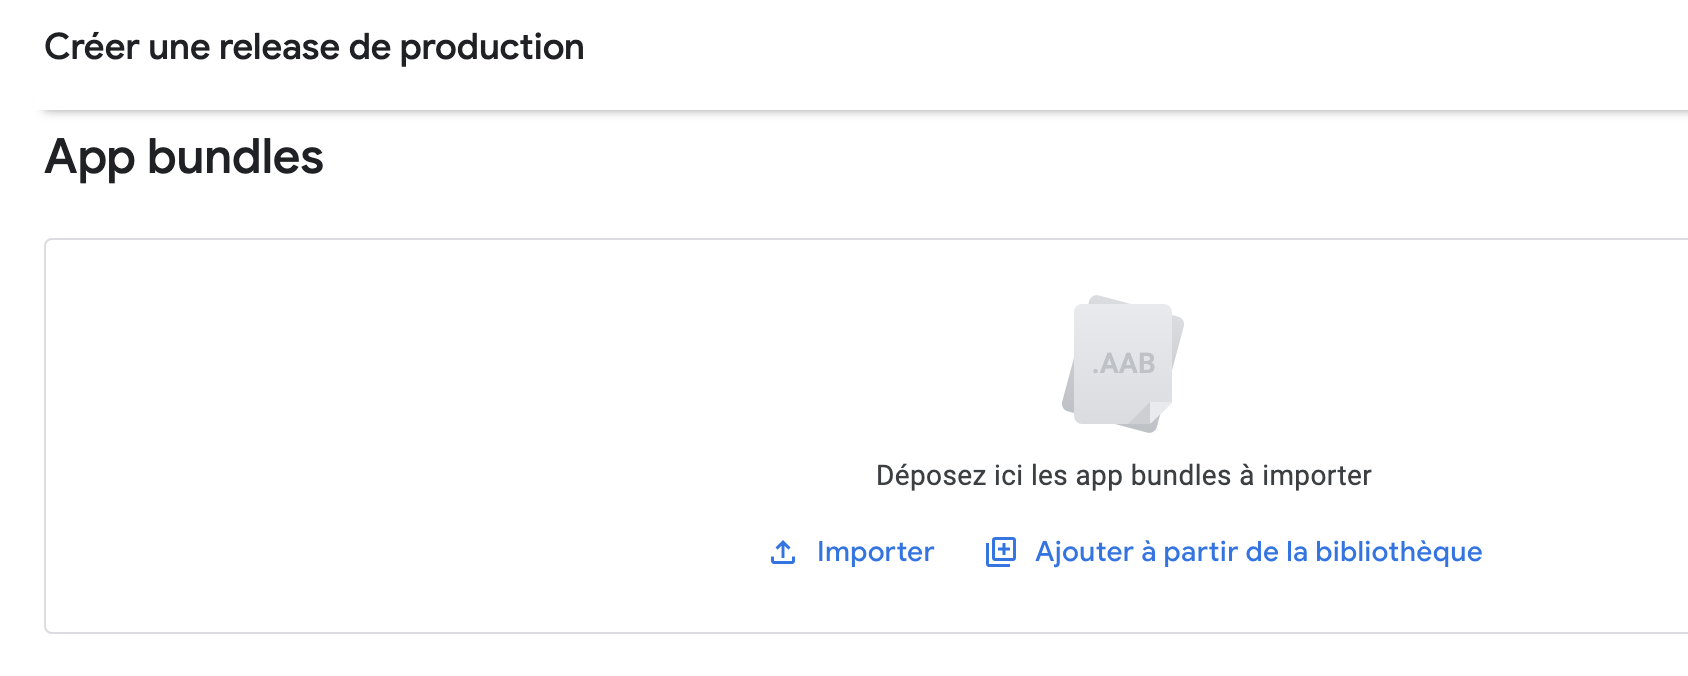 Créer une release de production
App bundles
.AAB
Déposez ici les app bundles à importer
Importer
Ajouter à partir de la bibliothèque